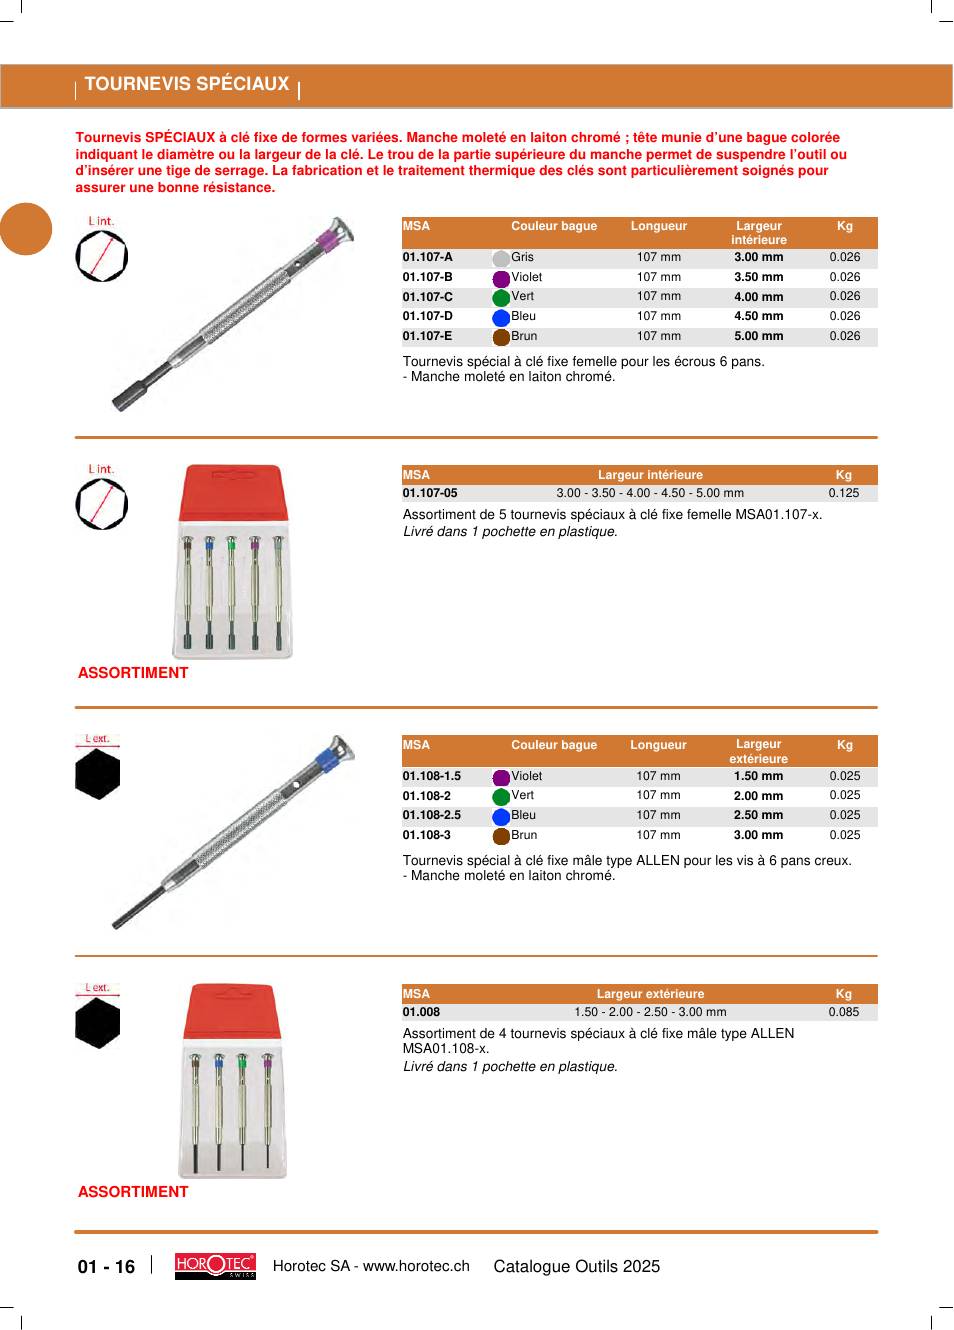 TOURNEVIS SPÉCIAUX
Tournevis SPÉCIAUX à clé fixe de formes variées. Manche moleté en laiton chromé ; tête munie d’une bague colorée
indiquant le diamètre ou la largeur de la clé. Le trou de la partie supérieure du manche permet de suspendre l’outil ou
d’insérer une tige de serrage. La fabrication et le traitement thermique des clés sont particulièrement soignés pour
assurer une bonne résistance.
L int.
MSA Couleur bague Longueur Largeur intérieure Kg
01.107-A Gris 107 mm 3.00 mm 0.026
01.107-B Violet 107 mm 3.50 mm 0.026
01.107-C Vert 107 mm 4.00 mm 0.026
01.107-D Bleu 107 mm 4.50 mm 0.026
01.107-E Brun 107 mm 5.00 mm 0.026
Tournevis spécial à clé fixe femelle pour les écrous 6 pans.
- Manche moleté en laiton chromé.
L int.
MSA Largeur intérieure Kg
01.107-05 3.00 - 3.50 - 4.00 - 4.50 - 5.00 mm 0.125
Assortiment de 5 tournevis spéciaux à clé fixe femelle MSA01.107-x.
Livré dans 1 pochette en plastique.
ASSORTIMENT
L ext.
MSA Couleur bague Longueur Largeur extérieure Kg
01.108-1.5 Violet 107 mm 1.50 mm 0.025
01.108-2 Vert 107 mm 2.00 mm 0.025
01.108-2.5 Bleu 107 mm 2.50 mm 0.025
01.108-3 Brun 107 mm 3.00 mm 0.025
Tournevis spécial à clé fixe mâle type ALLEN pour les vis à 6 pans creux.
- Manche moleté en laiton chromé.
L ext.
MSA Largeur extérieure Kg
01.008 1.50 - 2.00 - 2.50 - 3.00 mm 0.085
Assortiment de 4 tournevis spéciaux à clé fixe mâle type ALLEN
MSA01.108-x.
Livré dans 1 pochette en plastique.
ASSORTIMENT
01 - 16 HOROTEC® SWISS Horotec SA - www.horotec.ch Catalogue Outils 2025